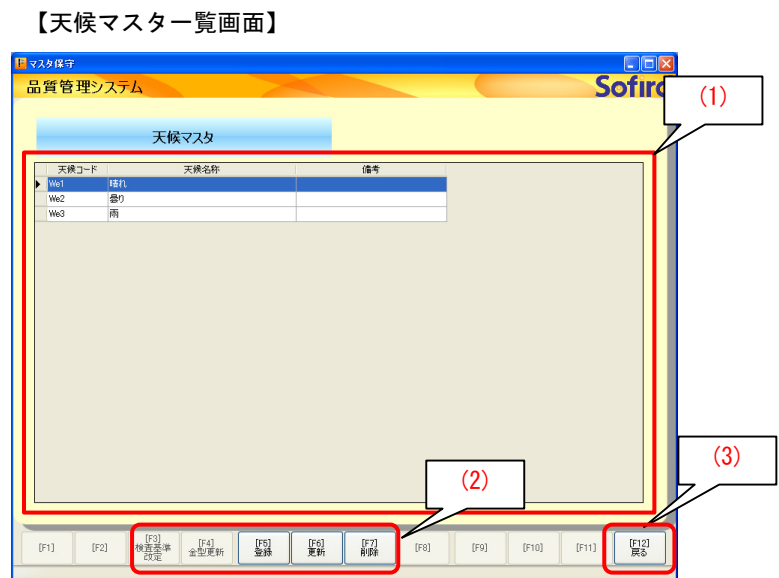 【天候マスタ一覧画面】
マスタ保守
品質管理システム
Sofir
(1)
天候マスタ
天候コード 天候名称 備考
We1 晴れ
We2 曇り
We3 雨
(2)
(3)
[F1] [F2] [F3] 検査基準 改定 [F4] 金型更新 [F5] 登録 [F6] 更新 [F7] 削除 [F8] [F9] [F10] [F11] [F12] 戻る